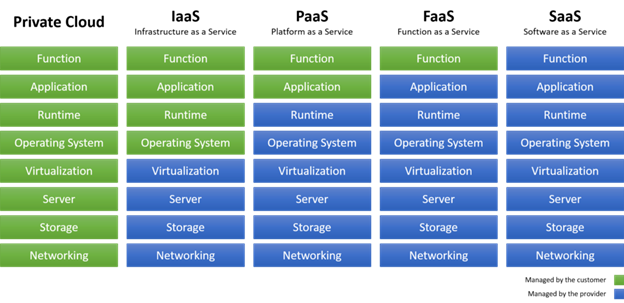 Private Cloud
IaaS
Infrastructure as a Service
PaaS
Platform as a Service
FaaS
Function as a Service
SaaS
Software as a Service
Function Function Function Function Function
Application Application Application Application Application
Runtime Runtime Runtime Runtime Runtime
Operating System Operating System Operating System Operating System Operating System
Virtualization Virtualization Virtualization Virtualization Virtualization
Server Server Server Server Server
Storage Storage Storage Storage Storage
Networking Networking Networking Networking Networking
Managed by the customer
Managed by the provider